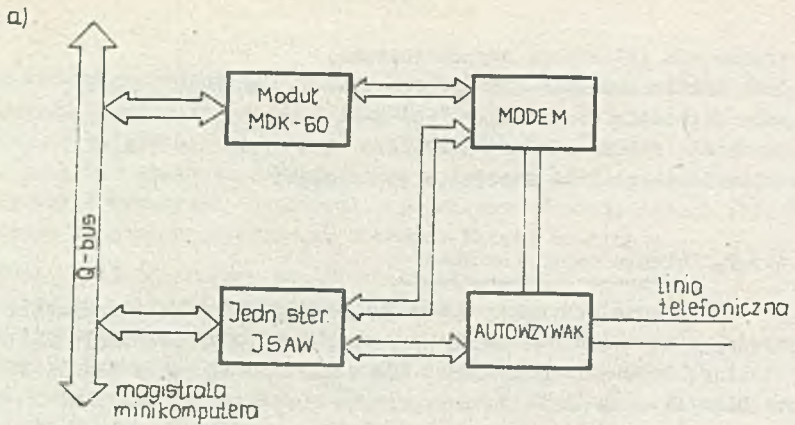 a)
Moduł
MDK-60
MODEM
Q-bus
Jedn. ster.
JSAW.
AUTOWZYWAK
linia
telefoniczna
magistrala
minikomputera